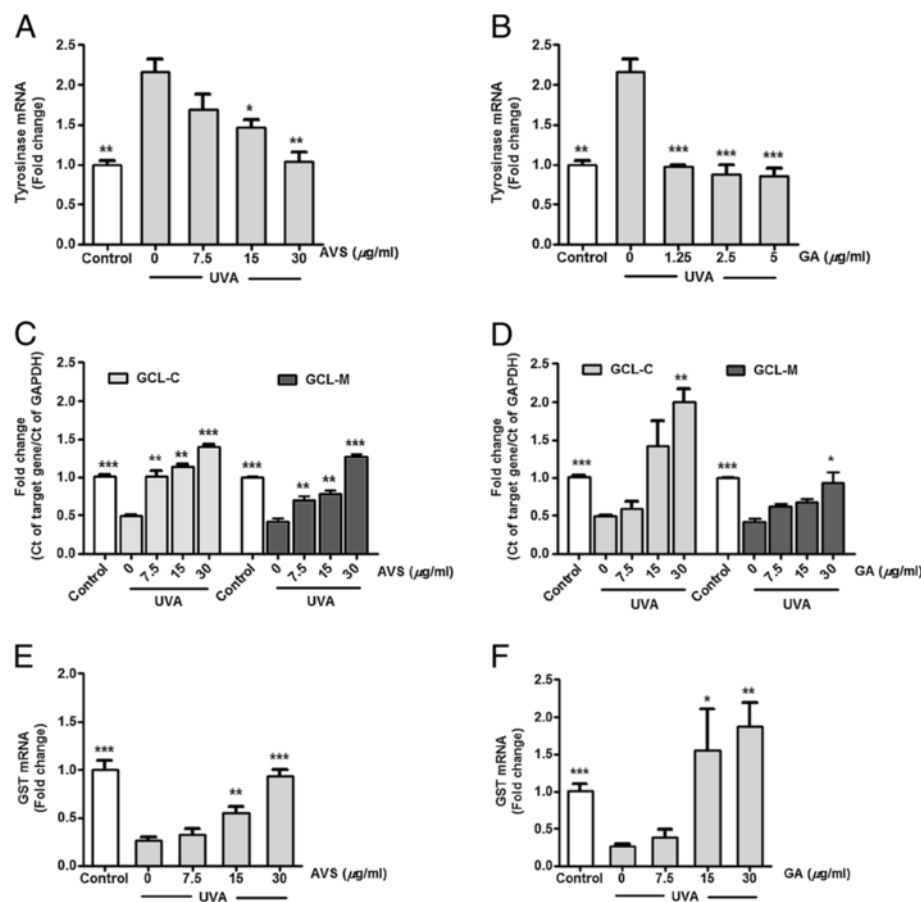 A
Tyrosinase mRNA
(Fold change)
2.5
2.0
1.5
1.0
0.5
0.0
** * **
Control 0 7.5 15 30 AVS (μg/ml)
UVA
B
Tyrosinase mRNA
(Fold change)
2.5
2.0
1.5
1.0
0.5
0.0
** *** *** ***
Control 0 1.25 2.5 5 GA (μg/ml)
UVA
C
Fold change
(Ct of target gene/Ct of GAPDH)
2.5
2.0
1.5
1.0
0.5
0.0
GCL-C GCL-M
*** ** ** *** *** ** ** ***
Control 0 7.5 15 30 Control 0 7.5 15 30 AVS (μg/ml)
UVA UVA
D
Fold change
(Ct of target gene/Ct of GAPDH)
2.5
2.0
1.5
1.0
0.5
0.0
GCL-C GCL-M
*** ** *** *
Control 0 7.5 15 30 Control 0 7.5 15 30 GA (μg/ml)
UVA UVA
E
GST mRNA
(Fold change)
2.0
1.5
1.0
0.5
0.0
*** ** ***
Control 0 7.5 15 30 AVS (μg/ml)
UVA
F
GST mRNA
(Fold change)
2.5
2.0
1.5
1.0
0.5
0.0
*** * **
Control 0 7.5 15 30 GA (μg/ml)
UVA